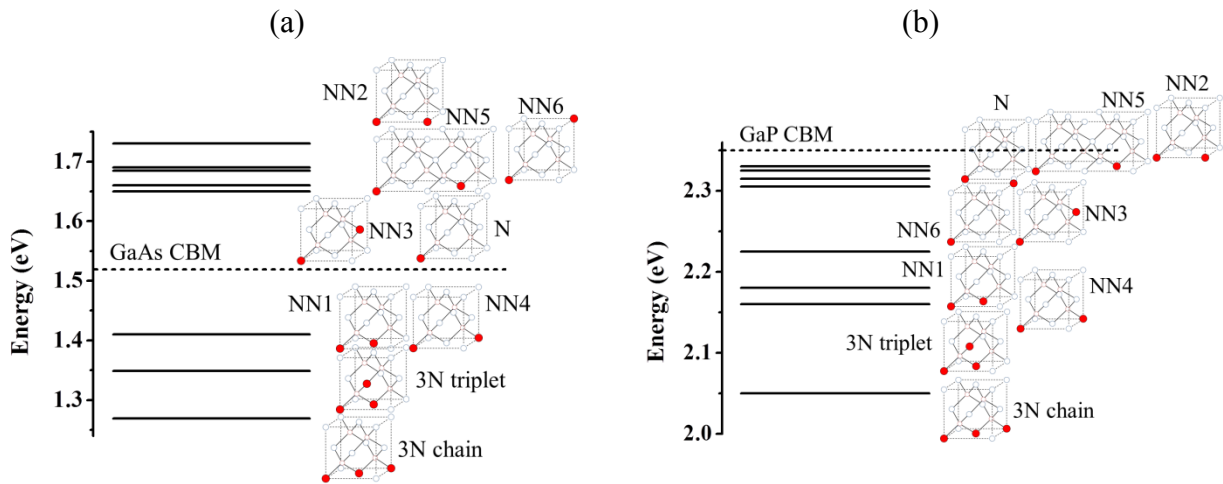 (a)
NN2
NN5
NN6
1.7
1.6
NN3
N
GaAs CBM
1.5
NN1
NN4
1.4
3N triplet
1.3
3N chain
Energy (eV)
(b)
N
NN5
NN2
GaP CBM
2.3
NN6
NN3
2.2
NN1
NN4
3N triplet
2.1
3N chain
2.0
Energy (eV)